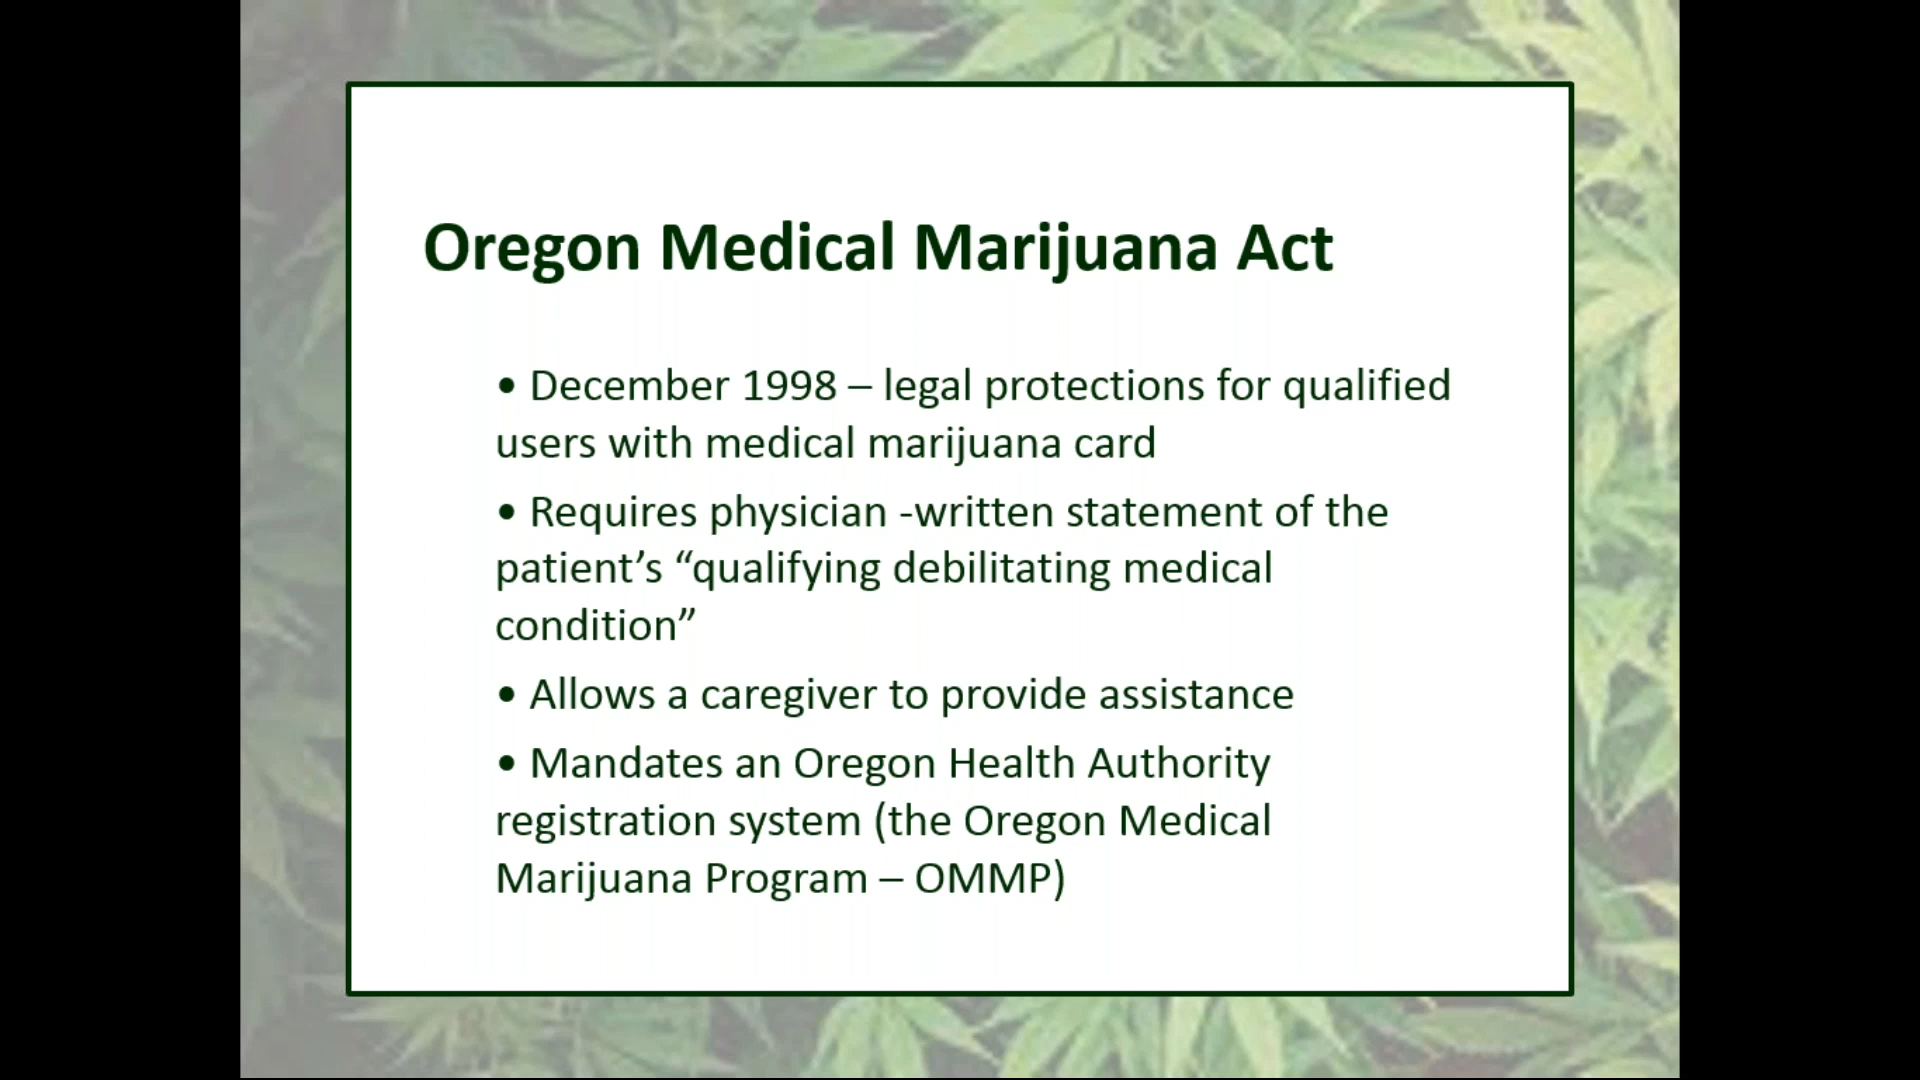 Oregon Medical Marijuana Act
• December 1998 – legal protections for qualified
users with medical marijuana card
• Requires physician -written statement of the
patient’s “qualifying debilitating medical
condition”
• Allows a caregiver to provide assistance
• Mandates an Oregon Health Authority
registration system (the Oregon Medical
Marijuana Program – OMMP)